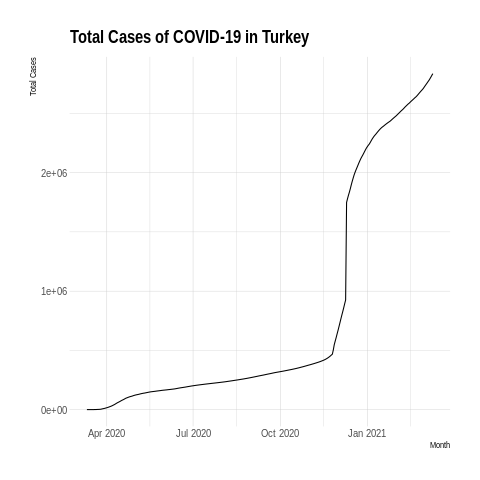 Total Cases of COVID-19 in Turkey
Total Cases
2e+06
1e+06
0e+00
Apr 2020 Jul 2020 Oct 2020 Jan 2021
Month